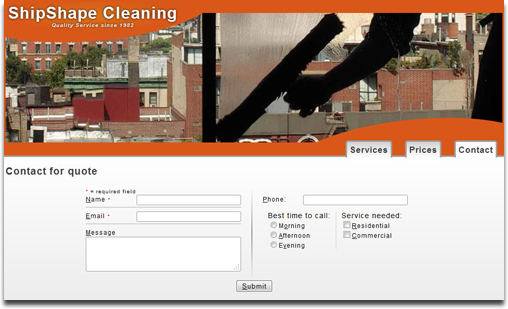 ShipShape Cleaning
Quality Service since 1982
Services Prices Contact
Contact for quote
* = required field
Name *
Email *
Message
Phone:
Best time to call:
Morning
Afternoon
Evening
Service needed:
Residential
Commercial
Submit